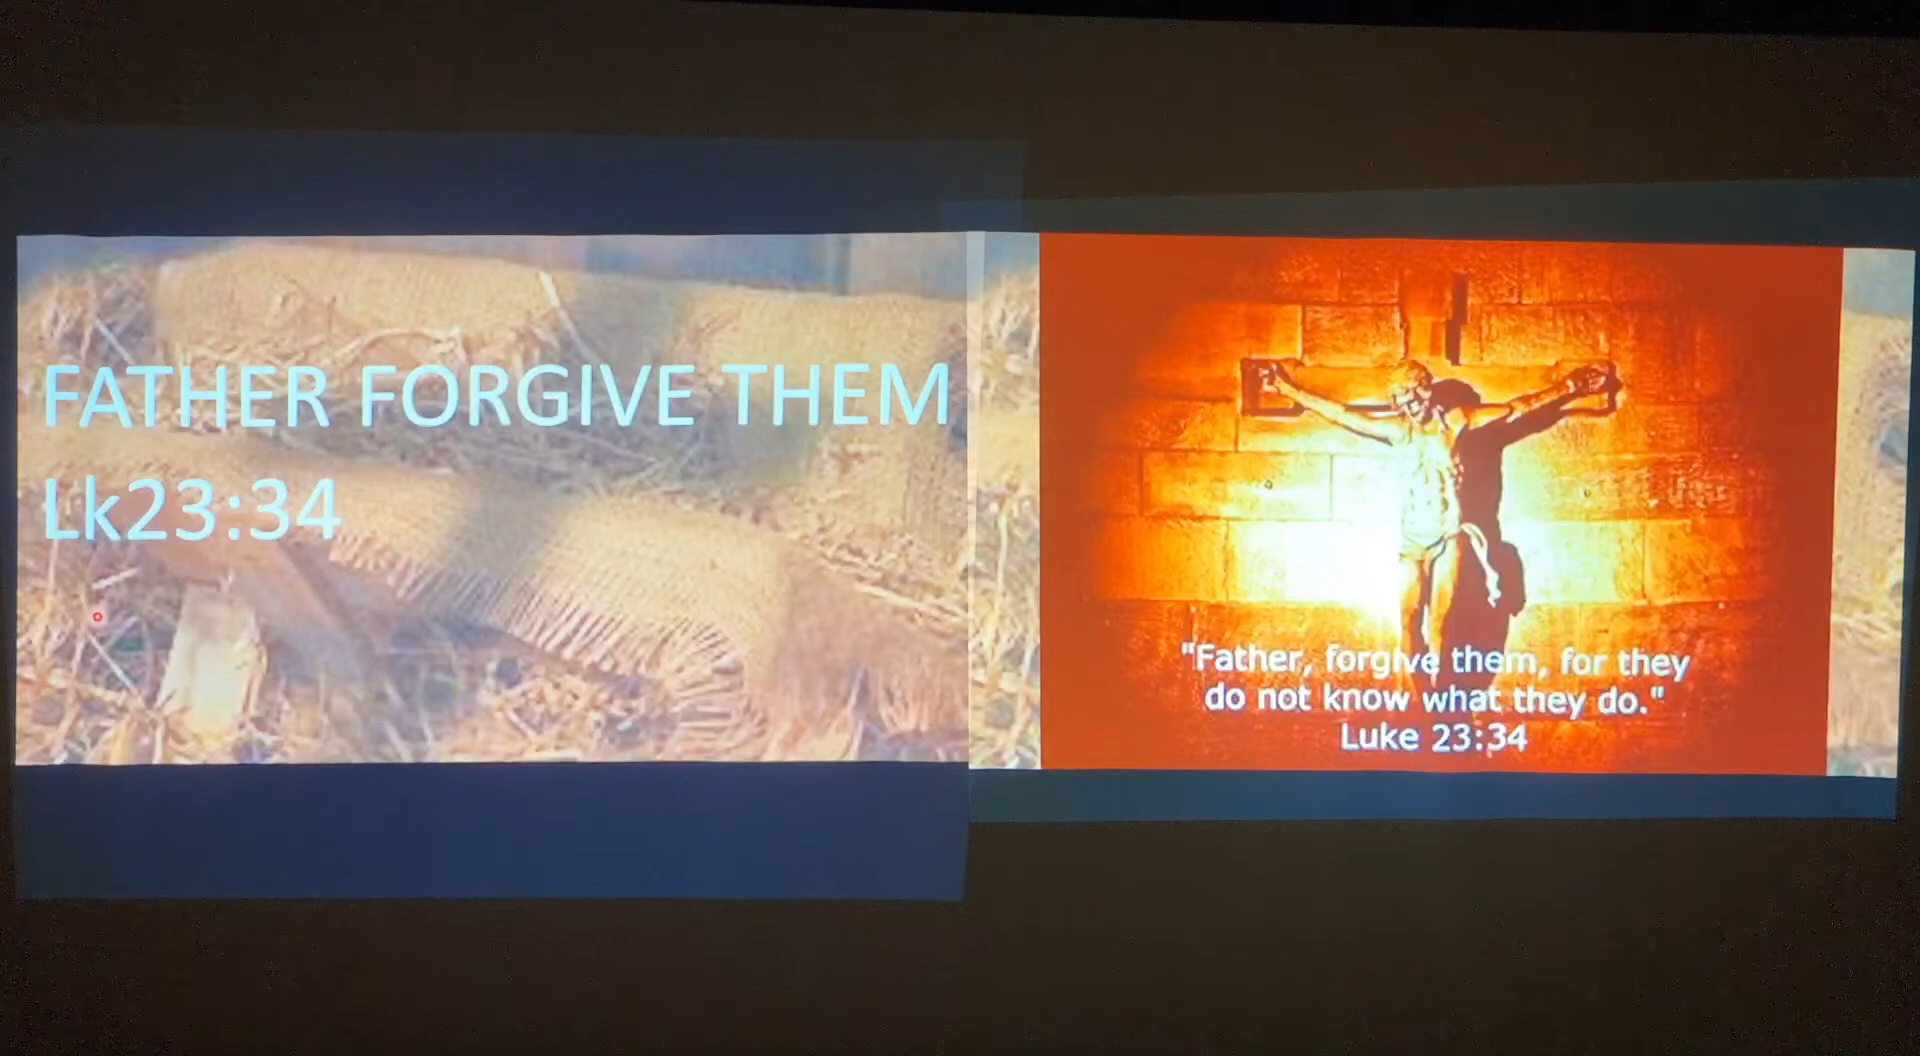 FATHER FORGIVE THEM
Lk23:34
"Father, forgive them, for they
do not know what they do."
Luke 23:34